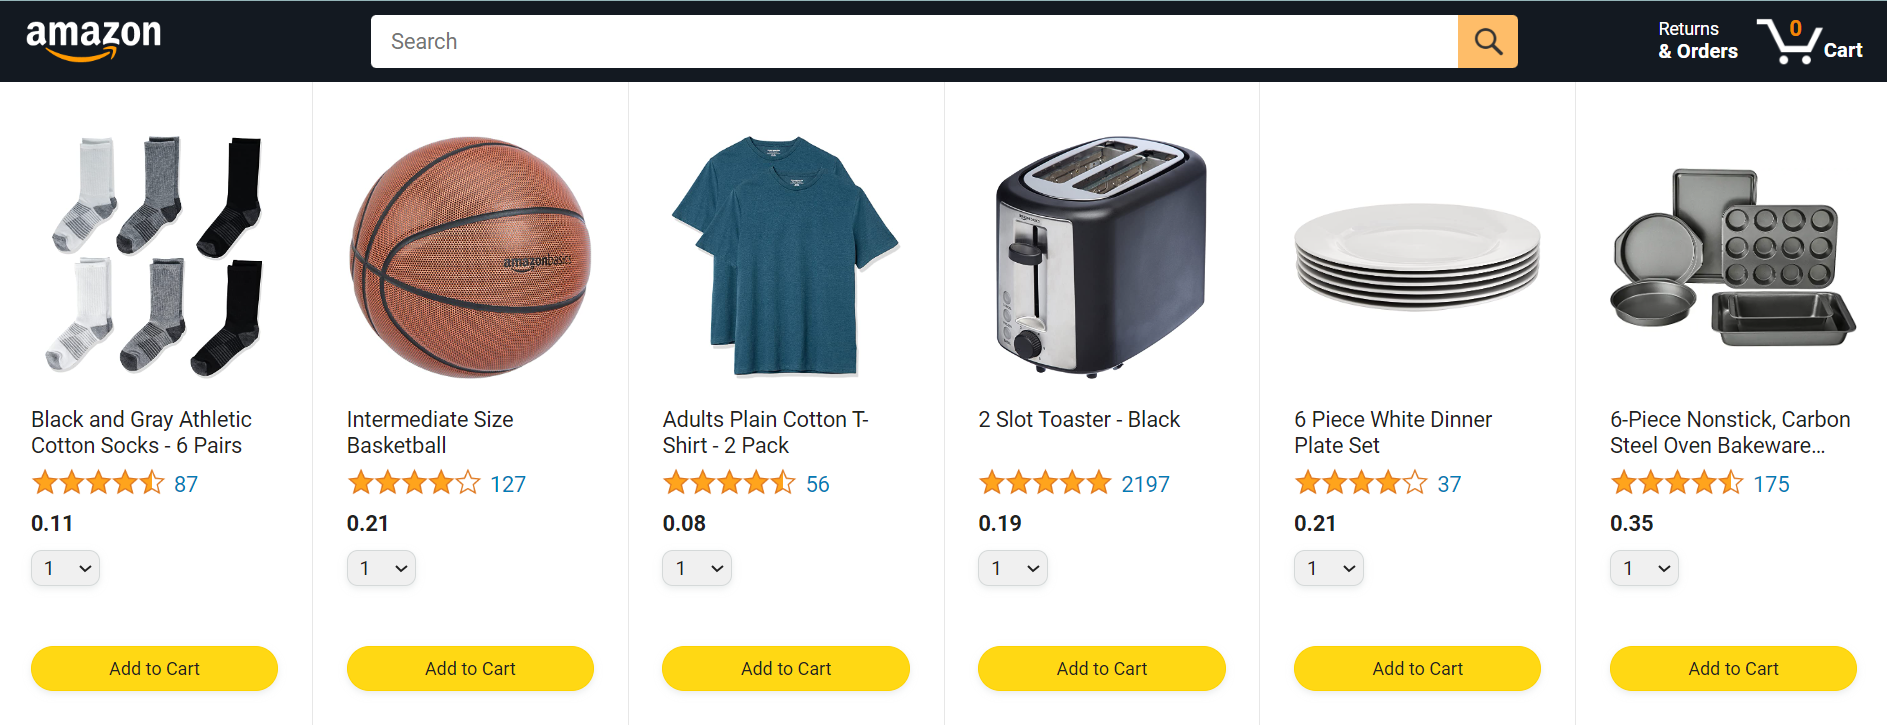 amazon
Search
Returns
& Orders
0
Cart
amazonbasics
Black and Gray Athletic
Cotton Socks - 6 Pairs
87
0.11
1
Add to Cart
Intermediate Size
Basketball
127
0.21
1
Add to Cart
Adults Plain Cotton T-
Shirt - 2 Pack
56
0.08
1
Add to Cart
2 Slot Toaster - Black
2197
0.19
1
Add to Cart
6 Piece White Dinner
Plate Set
37
0.21
1
Add to Cart
6-Piece Nonstick, Carbon
Steel Oven Bakeware...
175
0.35
1
Add to Cart